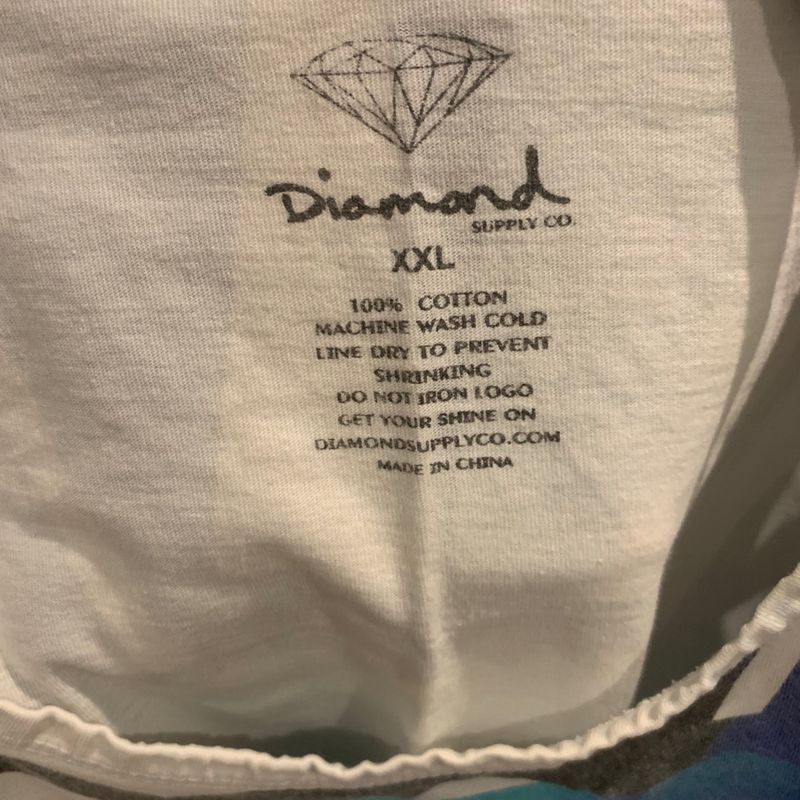 Diamond
SUPPLY CO.
XXL
100% COTTON
MACHINE WASH COLD
LINE DRY TO PREVENT
SHRINKING
DO NOT IRON LOGO
GET YOUR SHINE ON
DIAMONDSUPPLYCO.COM
MADE IN CHINA